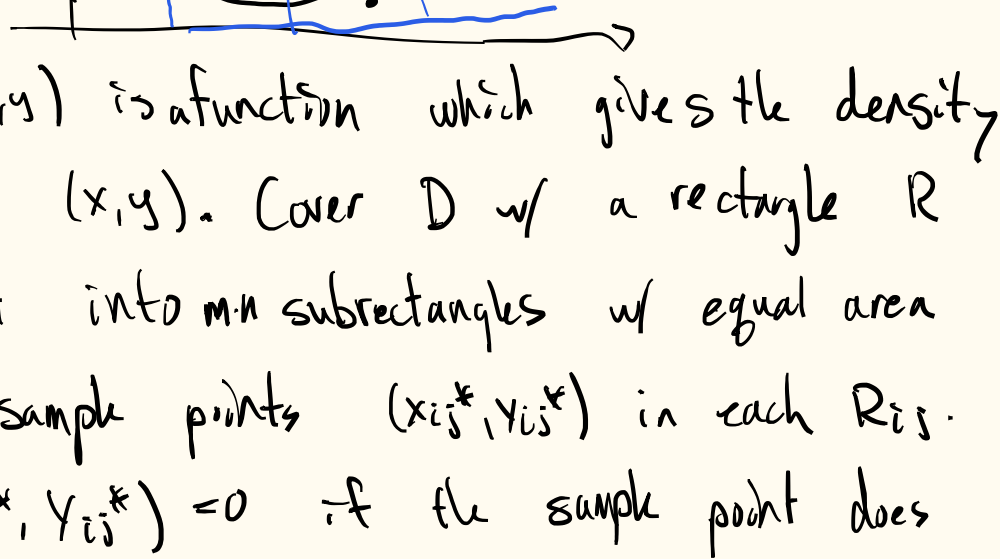 y) is a function which gives the density
(x,y). Cover D w/ a rectangle R
into m·n subrectangles w/ equal area
sample points (xij*, yij*) in each Rij.
*, yij*) =0 if the sample point does